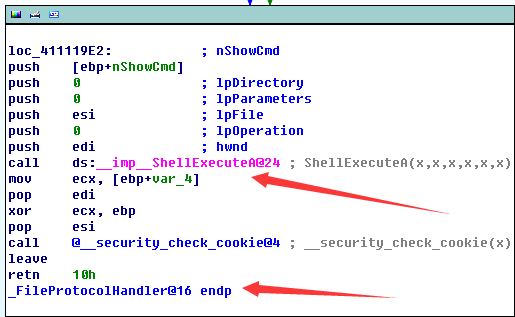 loc_411119E2: ; nShowCmd
push [ebp+nShowCmd]
push 0 ; lpDirectory
push 0 ; lpParameters
push esi ; lpFile
push 0 ; lpOperation
push edi ; hwnd
call ds:__imp__ShellExecuteA@24 ; ShellExecuteA(x,x,x,x,x,x)
mov ecx, [ebp+var_4]
pop edi
xor ecx, ebp
pop esi
call @__security_check_cookie@4 ; __security_check_cookie(x)
leave
retn 10h
_FileProtocolHandler@16 endp